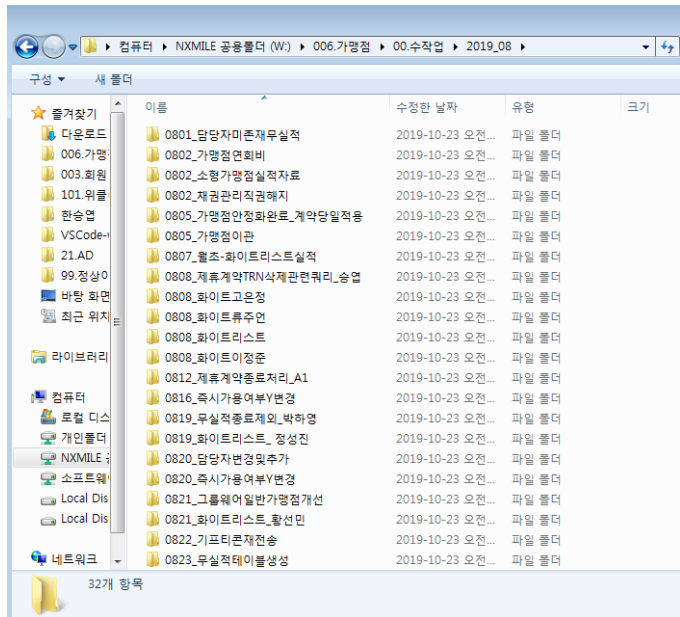 컴퓨터 ▸ NXMILE 공용폴더 (W:) ▸ 006.가맹점 ▸ 00.수작업 ▸ 2019_08 ▸
구성 ▼ 새 폴더
이름 수정한 날짜 유형 크기
즐겨찾기
다운로드
006.가맹
003.회원
101.위클
한승엽
VSCode-
21.AD
99.정상이
바탕 화면
최근 위치
라이브러리
컴퓨터
로컬 디스
개인폴더
NXMILE
소프트웨
Local Dis
Local Dis
네트워크
0801_담당자미존재무실적 2019-10-23 오전... 파일 폴더
0802_가맹점연회비 2019-10-23 오전... 파일 폴더
0802_소형가맹점실적자료 2019-10-23 오전... 파일 폴더
0802_채권관리직권해지 2019-10-23 오전... 파일 폴더
0805_가맹점안정화완료_계약당일적용 2019-10-23 오전... 파일 폴더
0805_가맹점이관 2019-10-23 오전... 파일 폴더
0807_월초-화이트리스트실적 2019-10-23 오전... 파일 폴더
0808_제휴계약TRN삭제관련쿼리_승엽 2019-10-23 오전... 파일 폴더
0808_화이트고은정 2019-10-23 오전... 파일 폴더
0808_화이트류주언 2019-10-23 오전... 파일 폴더
0808_화이트리스트 2019-10-23 오전... 파일 폴더
0808_화이트이정준 2019-10-23 오전... 파일 폴더
0812_제휴계약종료처리_A1 2019-10-23 오전... 파일 폴더
0816_즉시가용여부Y변경 2019-10-23 오전... 파일 폴더
0819_무실적종료제외_박하영 2019-10-23 오전... 파일 폴더
0819_화이트리스트_ 정성진 2019-10-23 오전... 파일 폴더
0820_담당자변경및추가 2019-10-23 오전... 파일 폴더
0820_즉시가용여부Y변경 2019-10-23 오전... 파일 폴더
0821_그룹웨어일반가맹점개선 2019-10-23 오전... 파일 폴더
0821_화이트리스트_황선민 2019-10-23 오전... 파일 폴더
0822_기프티콘재전송 2019-10-23 오전... 파일 폴더
0823_무실적테이블생성 2019-10-23 오전... 파일 폴더
32개 항목